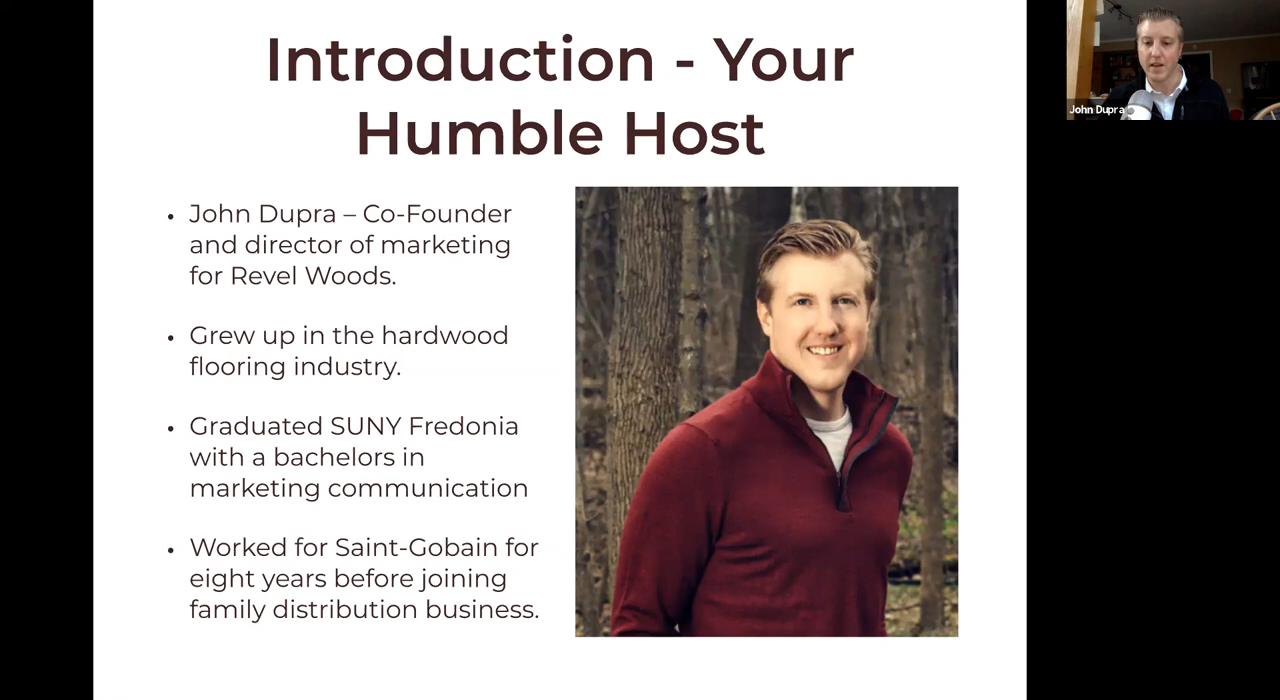 Introduction - Your
Humble Host
• John Dupra – Co-Founder
and director of marketing
for Revel Woods.
• Grew up in the hardwood
flooring industry.
• Graduated SUNY Fredonia
with a bachelors in
marketing communication
• Worked for Saint-Gobain for
eight years before joining
family distribution business.
John Dupra